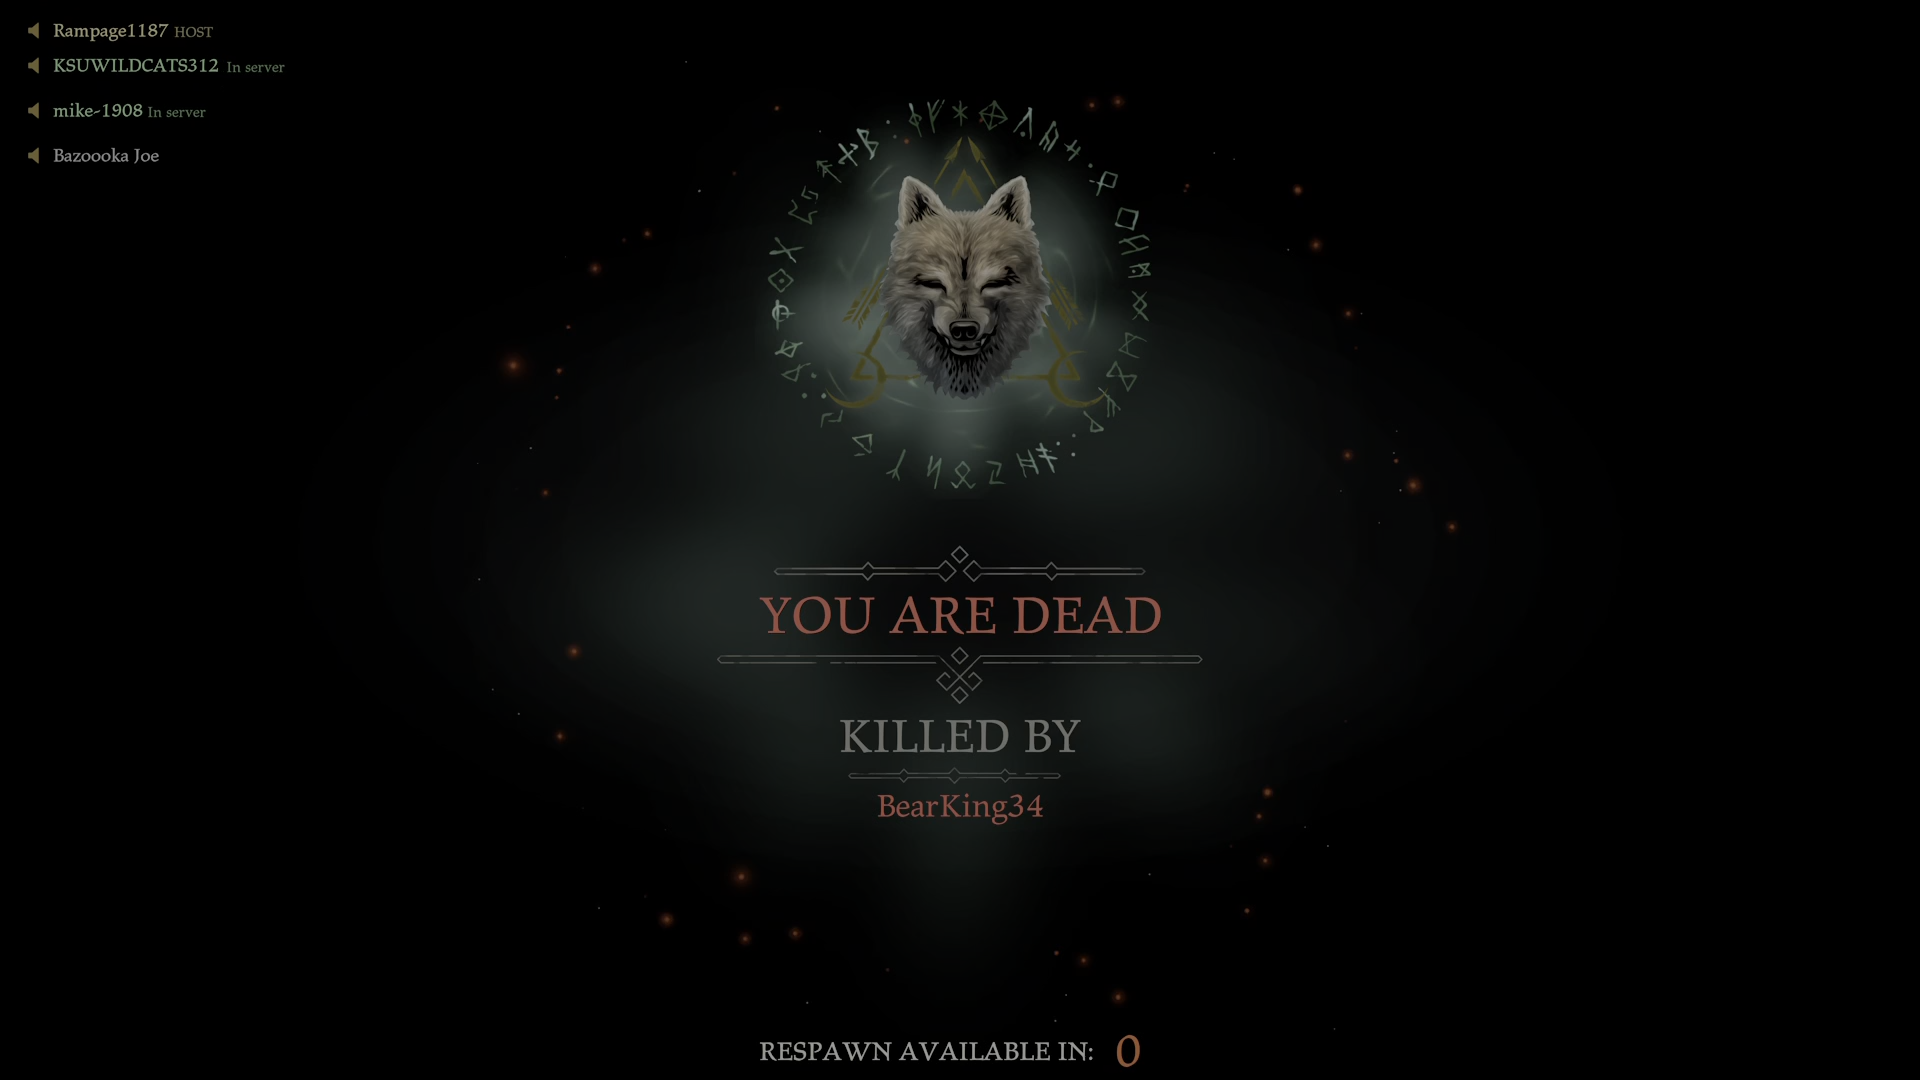 Rampage1187 HOST
KSUWILDCATS312 In server
mike-1908 In server
Bazoooka Joe
YOU ARE DEAD
KILLED BY
BearKing34
RESPAWN AVAILABLE IN: 0